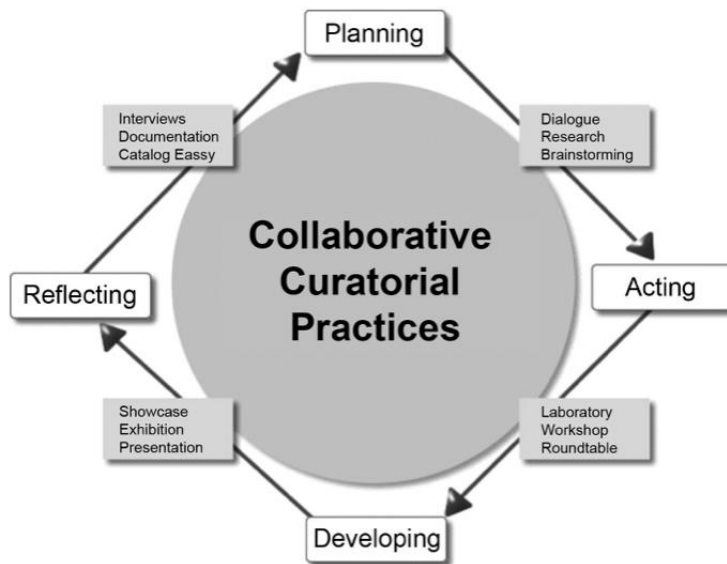 Planning
Interviews
Documentation
Catalog Eassy
Dialogue
Research
Brainstorming
Collaborative
Curatorial
Practices
Reflecting
Acting
Showcase
Exhibition
Presentation
Laboratory
Workshop
Roundtable
Developing